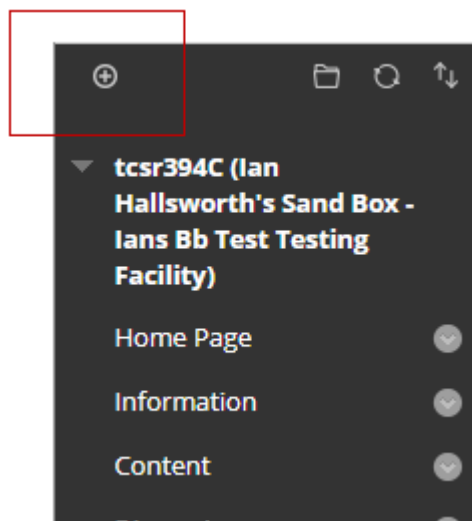 tcsr394C (Ian
Hallsworth's Sand Box -
Ians Bb Test Testing
Facility)
Home Page
Information
Content